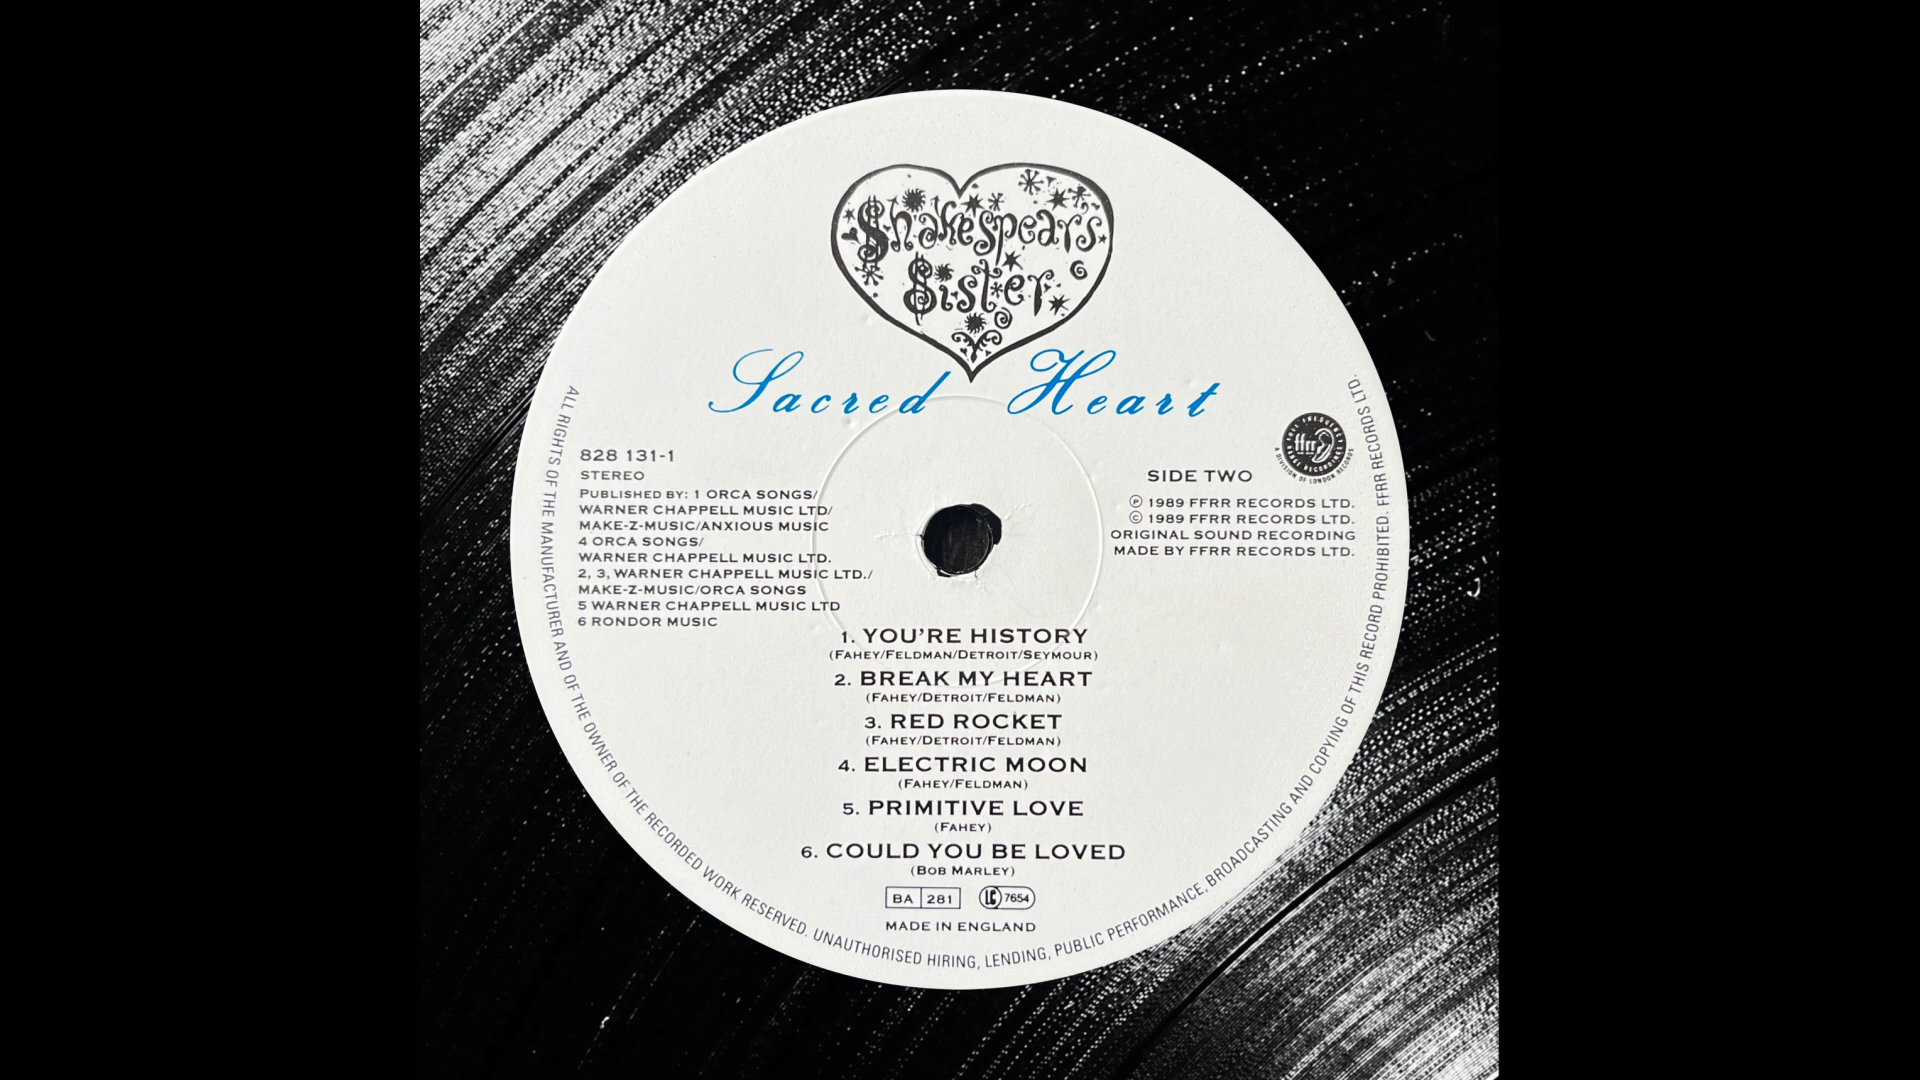 Shakespears
Sister
Sacred Heart
828 131-1
STEREO
PUBLISHED BY: 1 ORCA SONGS/
WARNER CHAPPELL MUSIC LTD/
MAKE-Z-MUSIC/ANXIOUS MUSIC
4 ORCA SONGS/
WARNER CHAPPELL MUSIC LTD.
2, 3, WARNER CHAPPELL MUSIC LTD./
MAKE-Z-MUSIC/ORCA SONGS
5 WARNER CHAPPELL MUSIC LTD
6 RONDOR MUSIC
ffrr
A DIVISION OF LONDON RECORDS
SIDE TWO
Ⓟ 1989 FFRR RECORDS LTD.
© 1989 FFRR RECORDS LTD.
ORIGINAL SOUND RECORDING
MADE BY FFRR RECORDS LTD.
1. YOU'RE HISTORY
(FAHEY/FELDMAN/DETROIT/SEYMOUR)
2. BREAK MY HEART
(FAHEY/DETROIT/FELDMAN)
3. RED ROCKET
(FAHEY/DETROIT/FELDMAN)
4. ELECTRIC MOON
(FAHEY/FELDMAN)
5. PRIMITIVE LOVE
(FAHEY)
6. COULD YOU BE LOVED
(BOB MARLEY)
BA 281 LC 7654
MADE IN ENGLAND
ALL RIGHTS OF THE MANUFACTURER AND OF THE OWNER OF THE RECORDED WORK RESERVED. UNAUTHORISED HIRING, LENDING, PUBLIC PERFORMANCE, BROADCASTING AND COPYING OF THIS RECORD PROHIBITED. FFRR RECORDS LTD.